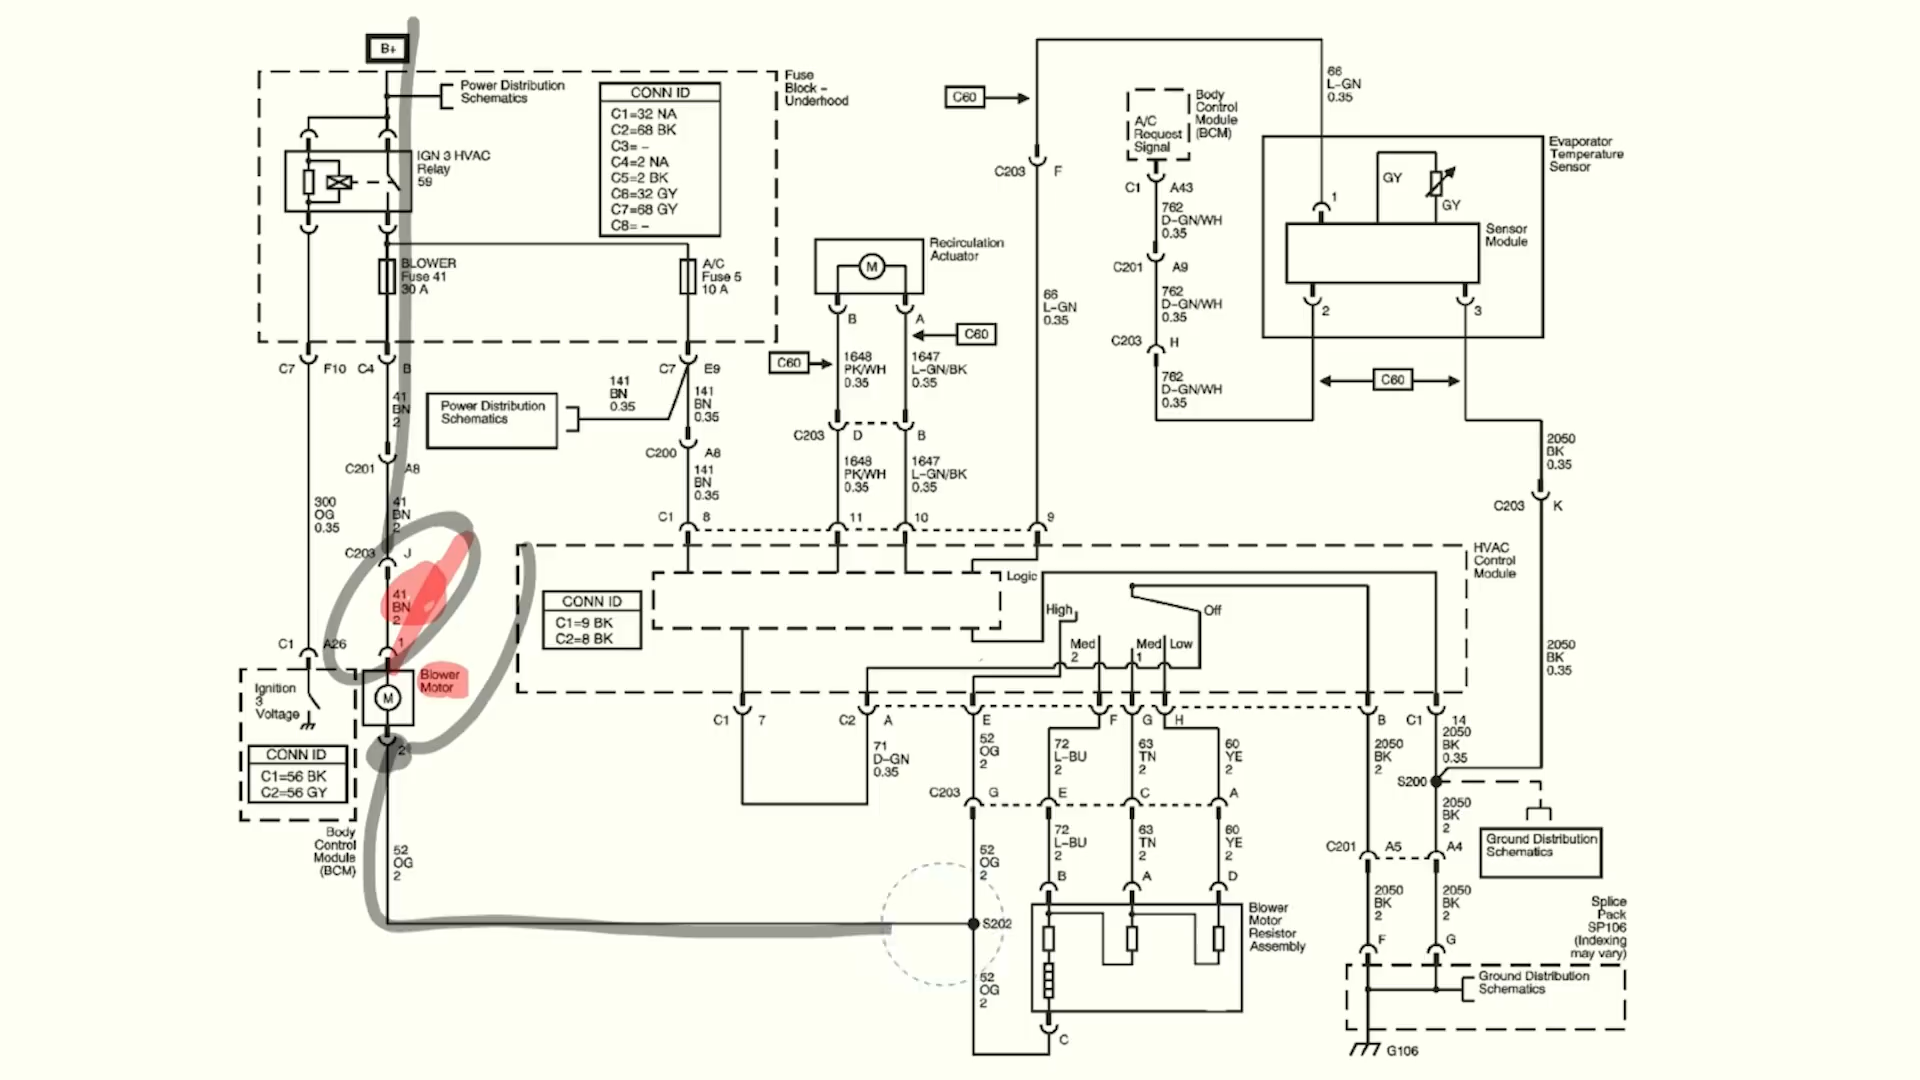 B+
Power Distribution
Schematics
Fuse
Block –
Underhood
CONN ID
C1=32 NA
C2=68 BK
C3= –
C4=2 NA
C5=2 BK
C6=32 GY
C7=68 GY
C8= –
IGN 3 HVAC
Relay
59
BLOWER
Fuse 41
30 A
A/C
Fuse 5
10 A
C7
F10
C4
B
C7
E9
41
BN
2
Power Distribution
Schematics
141
BN
0.35
141
BN
0.35
C201
A8
C200
A8
300
OG
0.35
41
BN
2
141
BN
0.35
C1
8
C203
J
41
BN
2
C1
A26
1
Blower
Motor
M
Ignition
3
Voltage
2
CONN ID
C1=56 BK
C2=56 GY
Body
Control
Module
(BCM)
52
OG
2
Recirculation
Actuator
M
B
A
C60
C60
1648
PK/WH
0.35
1647
L–GN/BK
0.35
C203
D
B
1648
PK/WH
0.35
1647
L–GN/BK
0.35
11
10
9
C60
C203
F
66
L–GN
0.35
66
L–GN
0.35
Body
Control
Module
(BCM)
A/C
Request
Signal
C1
A43
762
D–GN/WH
0.35
C201
A9
762
D–GN/WH
0.35
C203
H
762
D–GN/WH
0.35
Evaporator
Temperature
Sensor
GY
GY
1
Sensor
Module
2
3
C60
2050
BK
0.35
C203
K
2050
BK
0.35
HVAC
Control
Module
Logic
CONN ID
C1=9 BK
C2=8 BK
High
Off
Med
2
Med
1
Low
C1
7
C2
A
E
F
G
H
B
C1
14
71
D–GN
0.35
52
OG
2
72
L–BU
2
63
TN
2
60
YE
2
2050
BK
2
2050
BK
0.35
S200
C203
G
E
C
A
2050
BK
2
Ground Distribution
Schematics
52
OG
2
72
L–BU
2
63
TN
2
60
YE
2
C201
A5
A4
B
A
D
2050
BK
2
2050
BK
2
S202
Blower
Motor
Resistor
Assembly
Splice
Pack
SP106
(Indexing
may vary)
F
G
52
OG
2
C
Ground Distribution
Schematics
G106